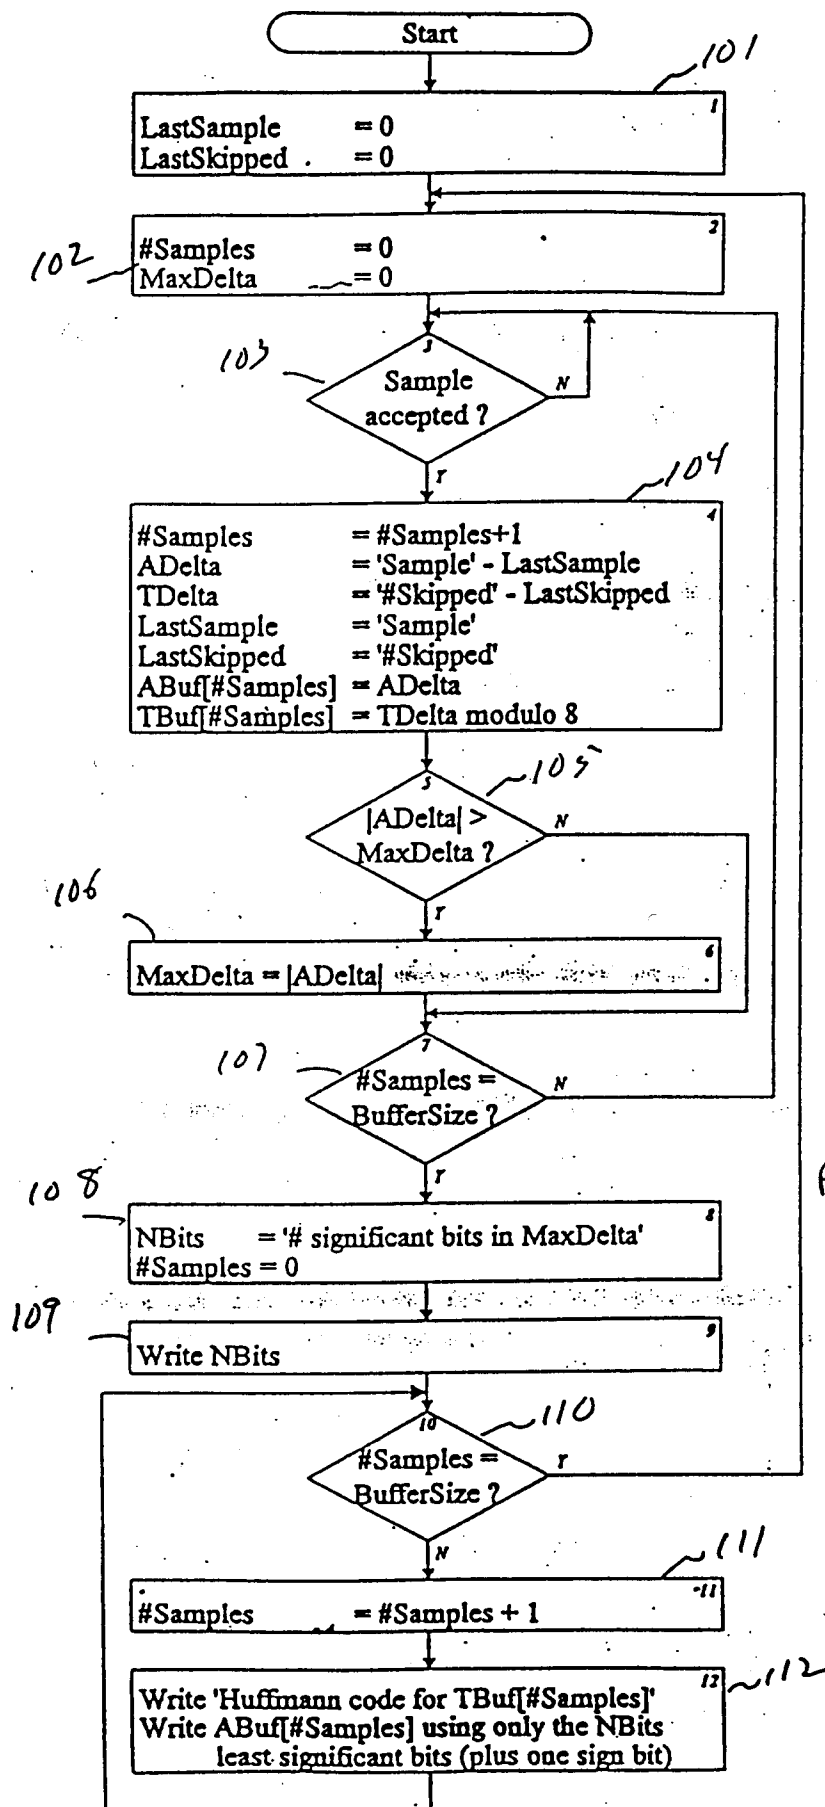 Start
101
1
LastSample = 0
LastSkipped = 0
102
2
#Samples = 0
MaxDelta = 0
103
3
Sample
accepted ?
N
Y
104
4
#Samples = #Samples+1
ADelta = 'Sample' - LastSample
TDelta = '#Skipped' - LastSkipped
LastSample = 'Sample'
LastSkipped = '#Skipped'
ABuf[#Samples] = ADelta
TBuf[#Samples] = TDelta modulo 8
105
5
|ADelta| >
MaxDelta ?
N
Y
106
6
MaxDelta = |ADelta|
107
7
#Samples =
BufferSize ?
N
Y
108
8
NBits = '# significant bits in MaxDelta'
#Samples = 0
109
9
Write NBits
110
10
#Samples =
BufferSize ?
Y
N
111
11
#Samples = #Samples + 1
112
12
Write 'Huffmann code for TBuf[#Samples]'
Write ABuf[#Samples] using only the NBits
least significant bits (plus one sign bit)